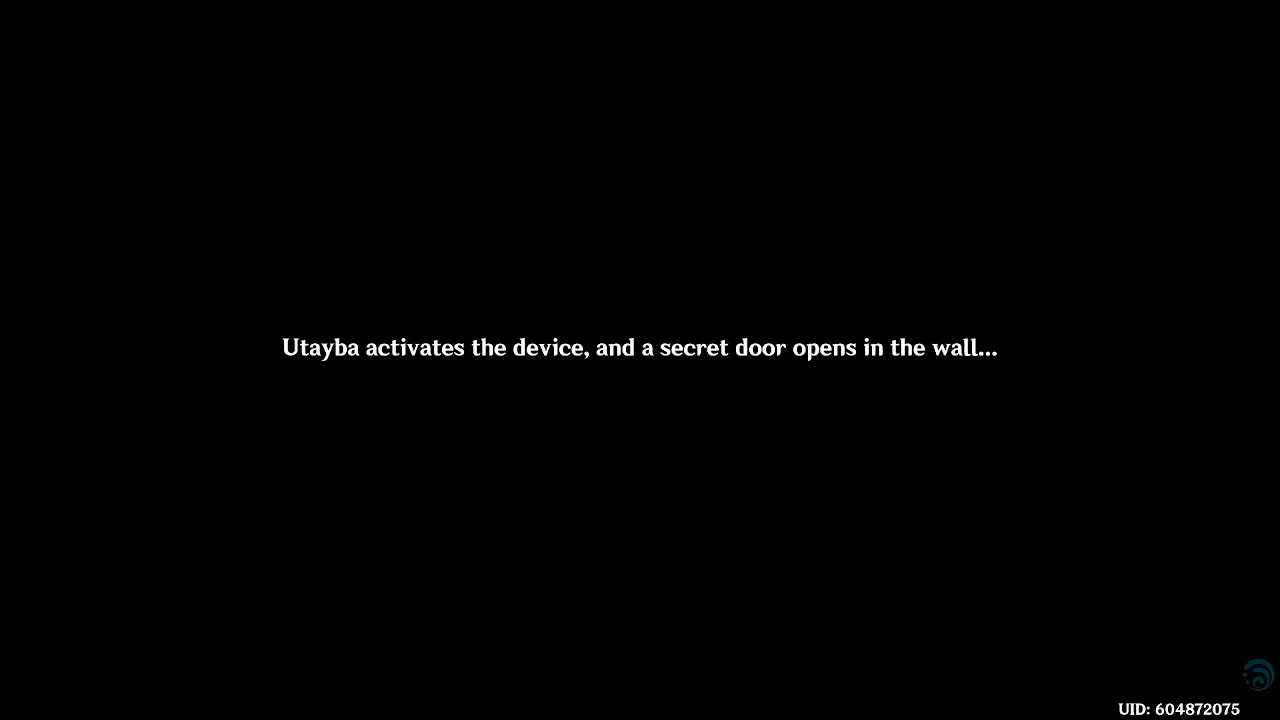 Utayba activates the device, and a secret door opens in the wall...
UID: 604872075